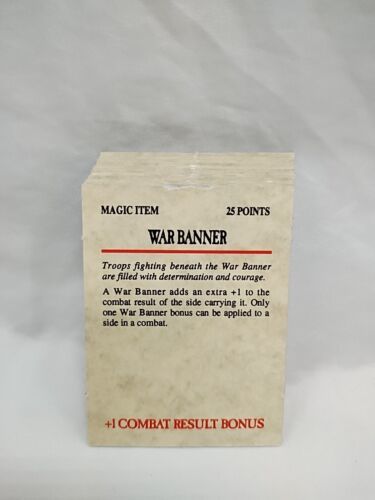 MAGIC ITEM 25 POINTS
WAR BANNER
Troops fighting beneath the War Banner
are filled with determination and courage.
A War Banner adds an extra +1 to the
combat result of the side carrying it. Only
one War Banner bonus can be applied to a
side in a combat.
+1 COMBAT RESULT BONUS